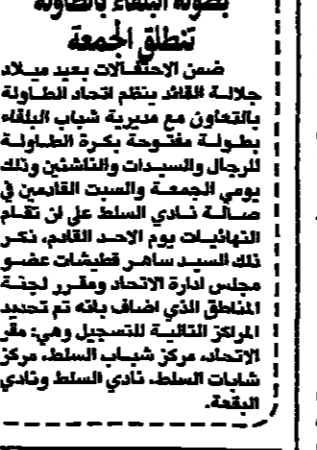 بطولة البلقاء بالطاولة
تنطلق الجمعة
ضمن الاحتفالات بعيد ميلاد
جلالة القائد ينظم اتحاد الطاولة
بالتعاون مع مديرية شباب البلقاء
بطولة مفتوحة بكرة الطاولة
للرجال والسيدات والناشئين وذلك
يومي الجمعة والسبت القادمين في
صالة نادي السلط على ان تقام
النهائيات يوم الاحد القادم، ذكر
ذلك السيد ساهر قطيشات عضو
مجلس ادارة الاتحاد ومقرر لجنة
المناطق الذي اضاف بانه تم تحديد
المراكز التالية للتسجيل وهي: مقر
الاتحاد، مركز شباب السلط، مركز
شابات السلط، نادي السلط ونادي
البقعة.